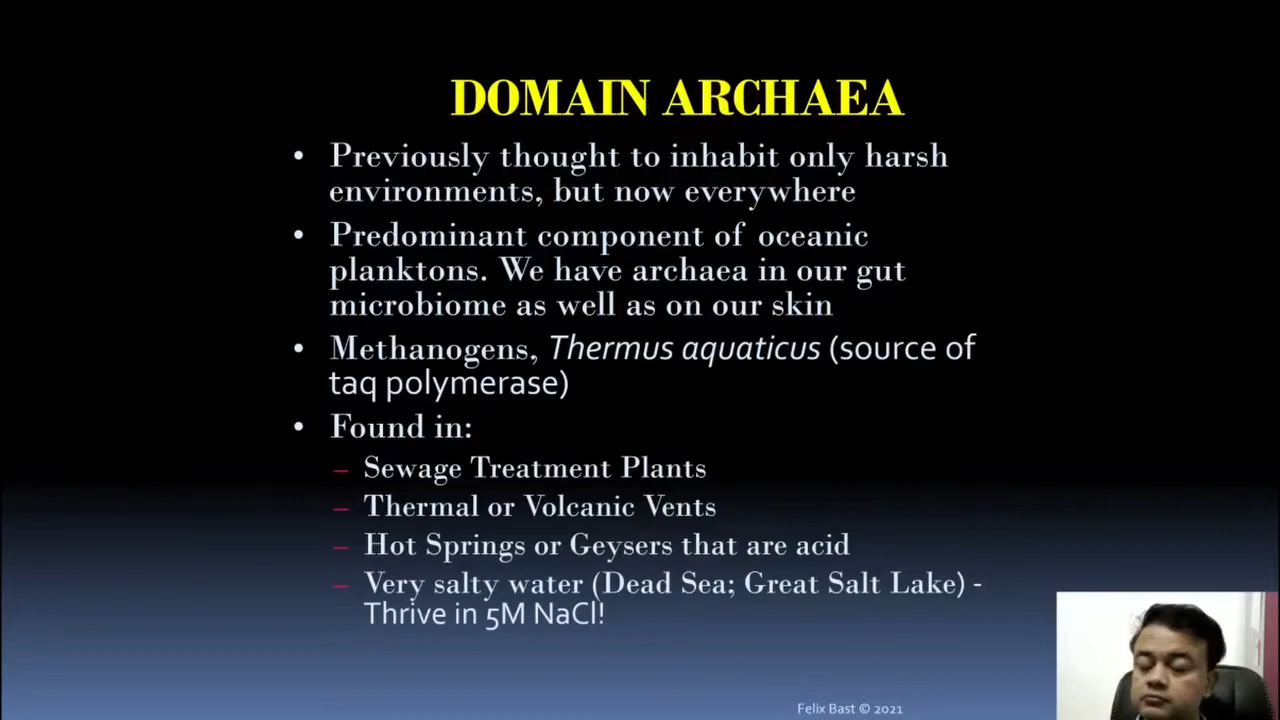 DOMAIN ARCHAEA
• Previously thought to inhabit only harsh
environments, but now everywhere
• Predominant component of oceanic
planktons. We have archaea in our gut
microbiome as well as on our skin
• Methanogens, Thermus aquaticus (source of
taq polymerase)
• Found in:
– Sewage Treatment Plants
– Thermal or Volcanic Vents
– Hot Springs or Geysers that are acid
– Very salty water (Dead Sea; Great Salt Lake) -
Thrive in 5M NaCl!
Felix Bast © 2021